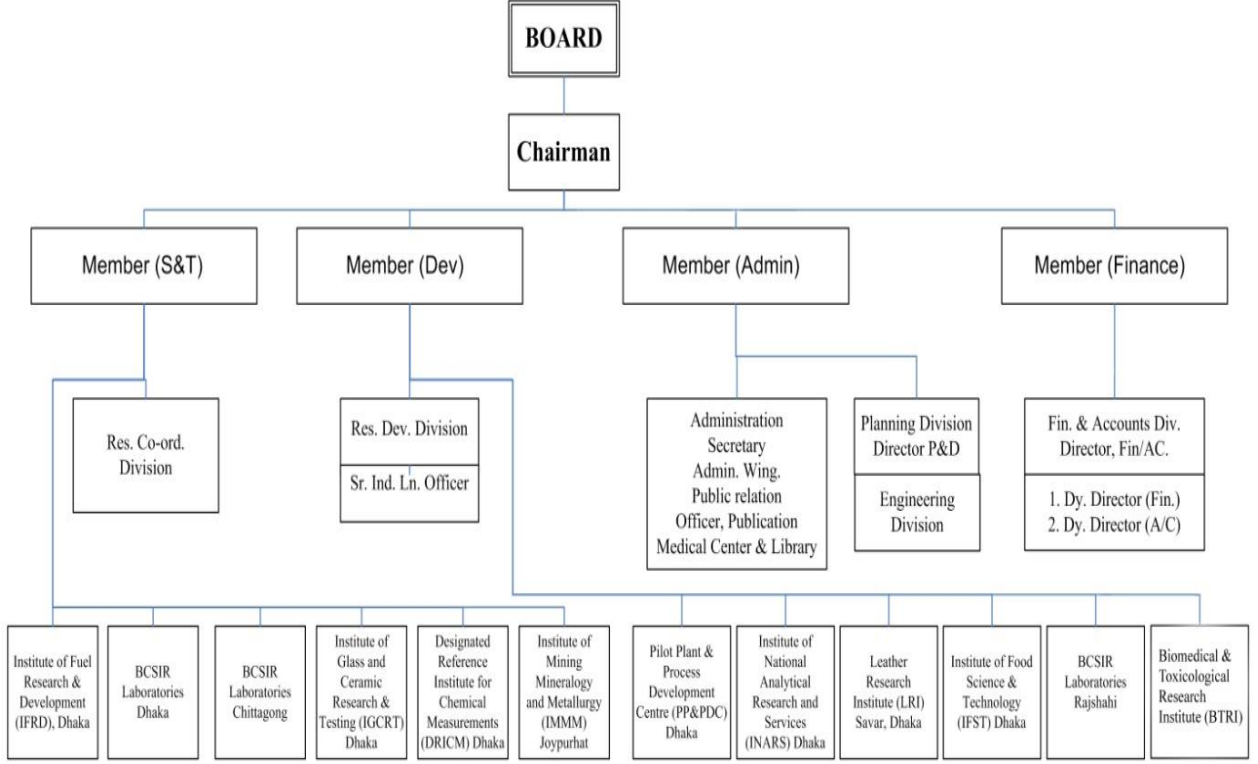 BOARD
Chairman
Member (S&T)
Member (Dev)
Member (Admin)
Member (Finance)
Res. Co-ord.
Division
Res. Dev. Division
Sr. Ind. Ln. Officer
Administration
Secretary
Admin. Wing.
Public relation
Officer, Publication
Medical Center & Library
Planning Division
Director P&D
Engineering
Division
Fin. & Accounts Div.
Director, Fin/AC.
1. Dy. Director (Fin.)
2. Dy. Director (A/C)
Institute of Fuel
Research &
Development
(IFRD), Dhaka
BCSIR
Laboratories
Dhaka
BCSIR
Laboratories
Chittagong
Institute of
Glass and
Ceramic
Research &
Testing (IGCRT)
Dhaka
Designated
Reference
Institute for
Chemical
Measurements
(DRICM) Dhaka
Institute of
Mining
Mineralogy
and Metallurgy
(IMMM)
Joypurhat
Pilot Plant &
Process
Development
Centre (PP&PDC)
Dhaka
Institute of
National
Analytical
Research and
Services
(INARS) Dhaka
Leather
Research
Institute (LRI)
Savar, Dhaka
Institute of Food
Science &
Technology
(IFST) Dhaka
BCSIR
Laboratories
Rajshahi
Biomedical &
Toxicological
Research
Institute (BTRI)